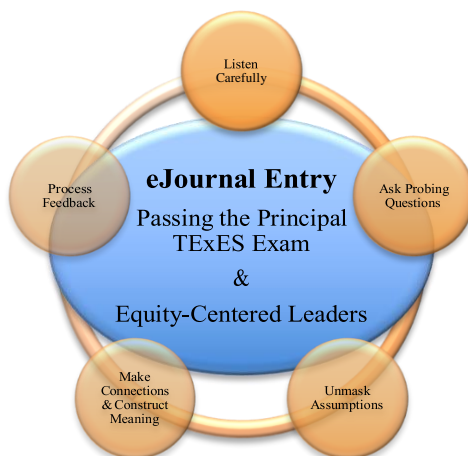 Listen
Carefully
Process
Feedback
eJournal Entry
Passing the Principal
TExES Exam
&
Equity-Centered Leaders
Ask Probing
Questions
Make
Connections
& Construct
Meaning
Unmask
Assumptions